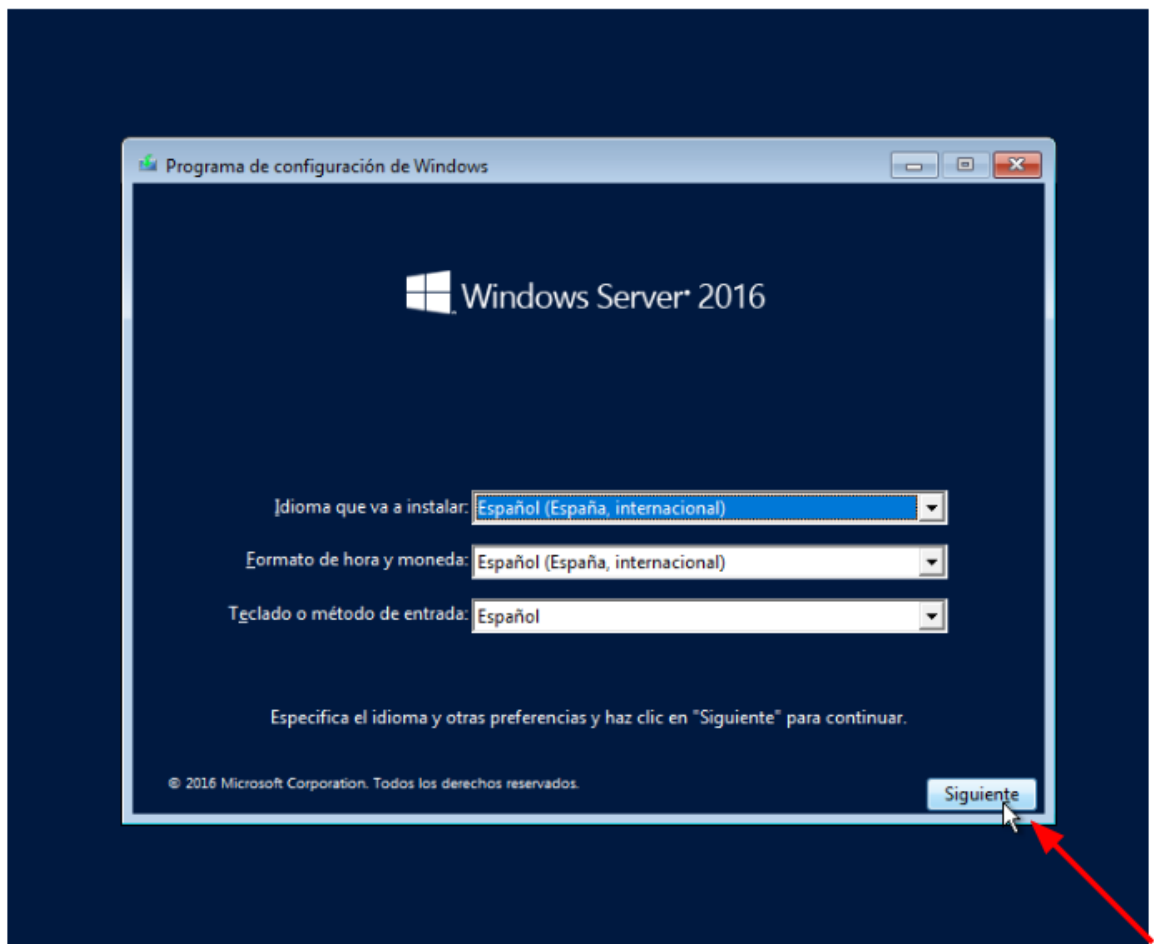 Programa de configuración de Windows
Windows Server 2016
Idioma que va a instalar: Español (España, internacional)
Formato de hora y moneda: Español (España, internacional)
Teclado o método de entrada: Español
Especifica el idioma y otras preferencias y haz clic en "Siguiente" para continuar.
© 2016 Microsoft Corporation. Todos los derechos reservados.
Siguiente